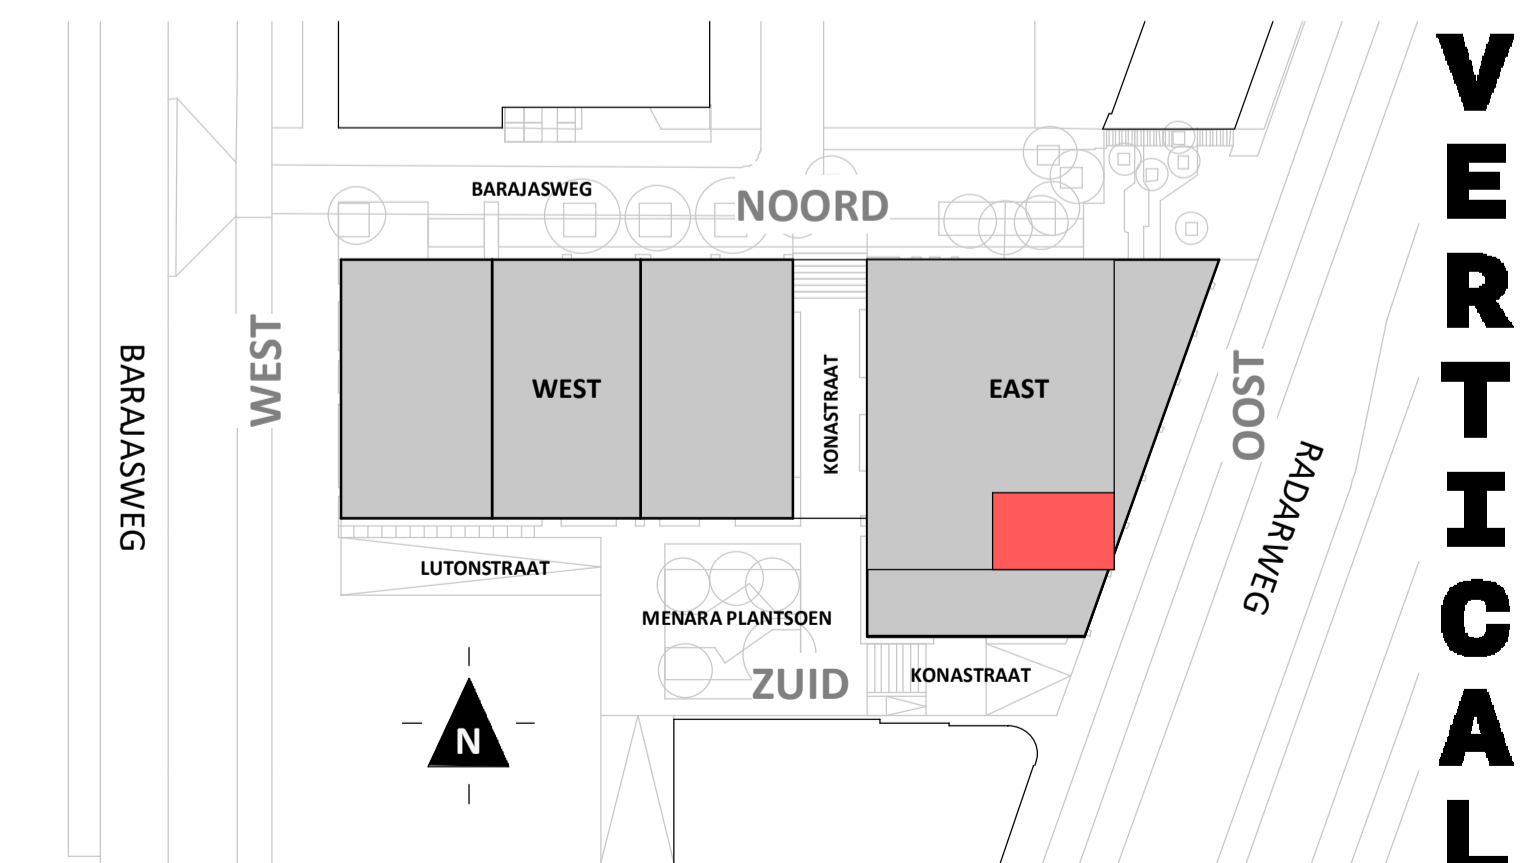 BARAJASWEG
NOORD
WEST
BARAJASWEG
WEST
KONASTRAAT
EAST
OOST
RADARWEG
LUTONSTRAAT
MENARA PLANTSOEN
ZUID
KONASTRAAT
N
VERTICAL